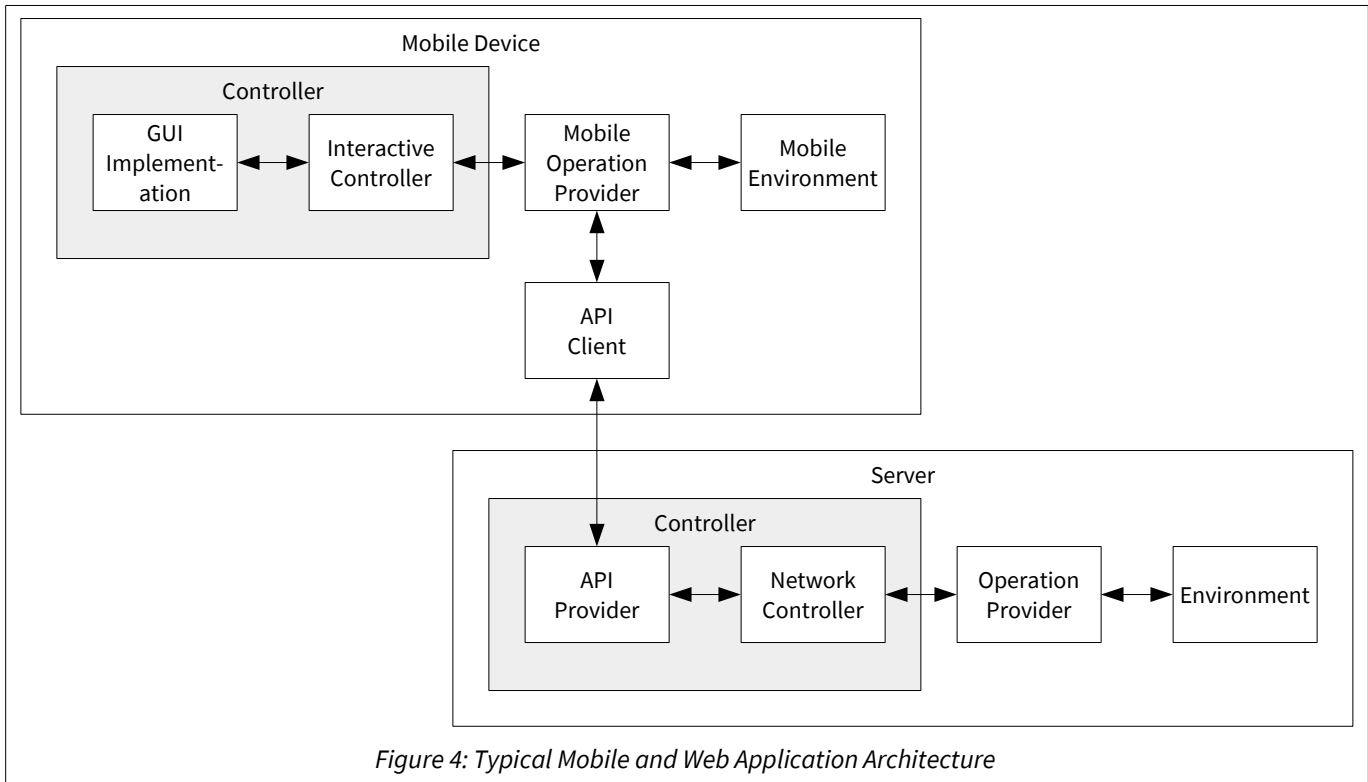 Mobile Device
Controller
GUI
Implement-
ation
Interactive
Controller
Mobile
Operation
Provider
Mobile
Environment
API
Client
Server
Controller
API
Provider
Network
Controller
Operation
Provider
Environment
Figure 4: Typical Mobile and Web Application Architecture